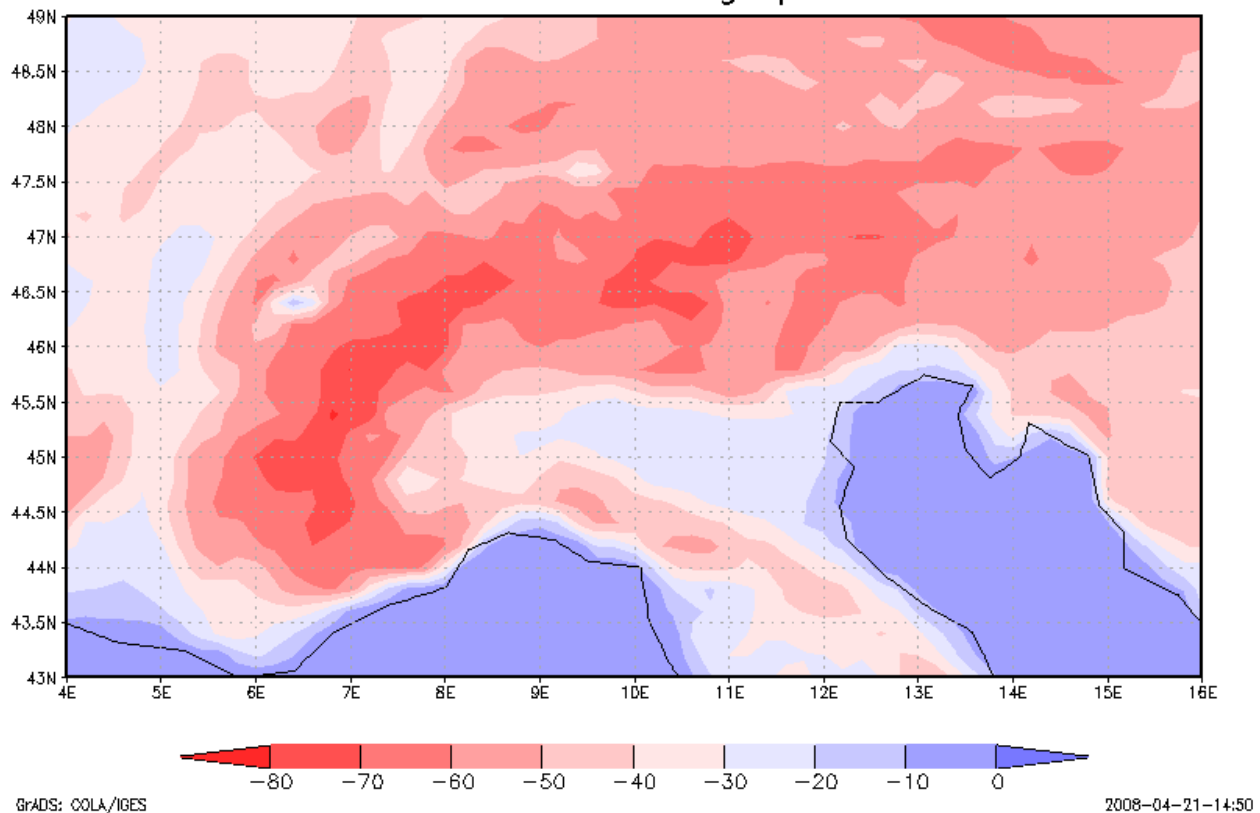 49N
48.5N
48N
47.5N
47N
46.5N
46N
45.5N
45N
44.5N
44N
43.5N
43N
4E 5E 6E 7E 8E 9E 10E 11E 12E 13E 14E 15E 16E
-80 -70 -60 -50 -40 -30 -20 -10 0
GrADS: COLA/IGES 2008-04-21-14:50